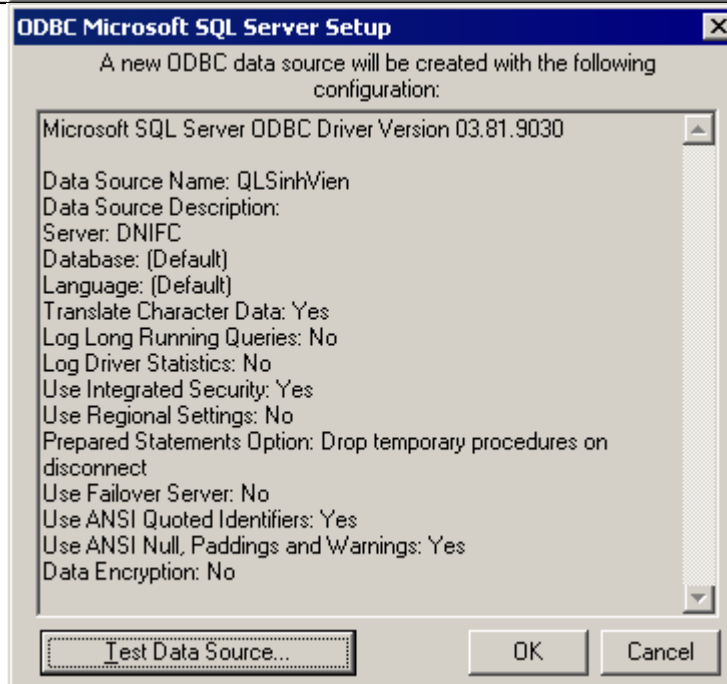 ODBC Microsoft SQL Server Setup
A new ODBC data source will be created with the following
configuration:
Microsoft SQL Server ODBC Driver Version 03.81.9030
Data Source Name: QLSinhVien
Data Source Description:
Server: DNIFC
Database: (Default)
Language: (Default)
Translate Character Data: Yes
Log Long Running Queries: No
Log Driver Statistics: No
Use Integrated Security: Yes
Use Regional Settings: No
Prepared Statements Option: Drop temporary procedures on
disconnect
Use Failover Server: No
Use ANSI Quoted Identifiers: Yes
Use ANSI Null, Paddings and Warnings: Yes
Data Encryption: No
Test Data Source... OK Cancel